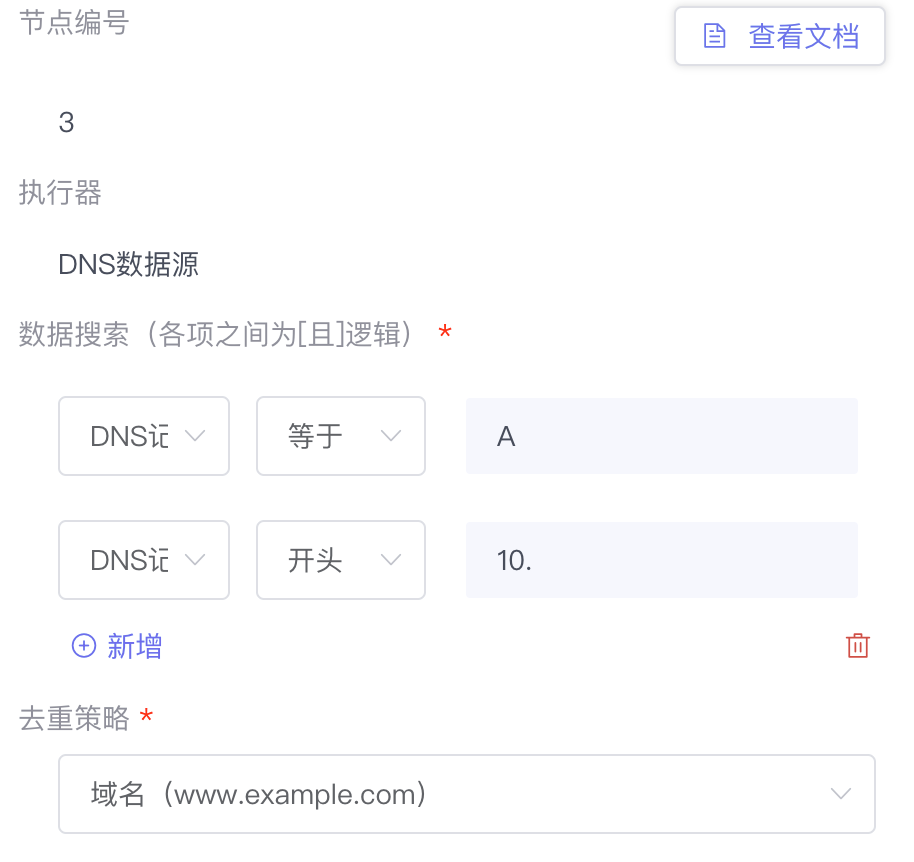 节点编号
查看文档
3
执行器
DNS数据源
数据搜索（各项之间为[且]逻辑） *
DNS记 等于 A
DNS记 开头 10.
新增
去重策略 *
域名（www.example.com）